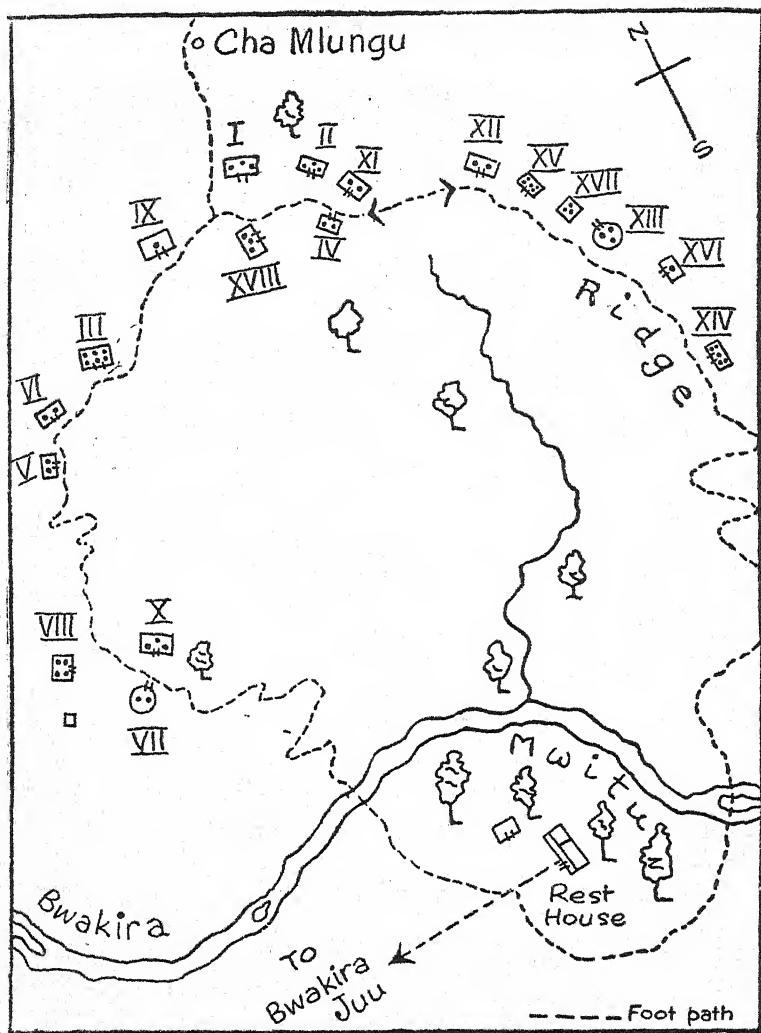 Cha Mlungu
N
S
I
II
XI
XII
XV
XVII
XIII
IX
XVIII
IV
XVI
Ridge
III
XIV
VI
V
VIII
X
VII
Mwitu
N
Rest
House
Bwakira
To
Bwakira
Juu
Foot path